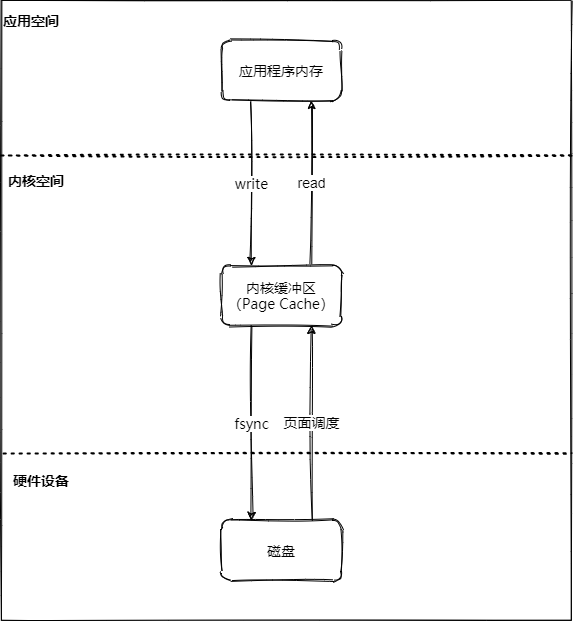 应用空间
应用程序内存
write
read
内核空间
内核缓冲区
（Page Cache）
fsync
页面调度
硬件设备
磁盘